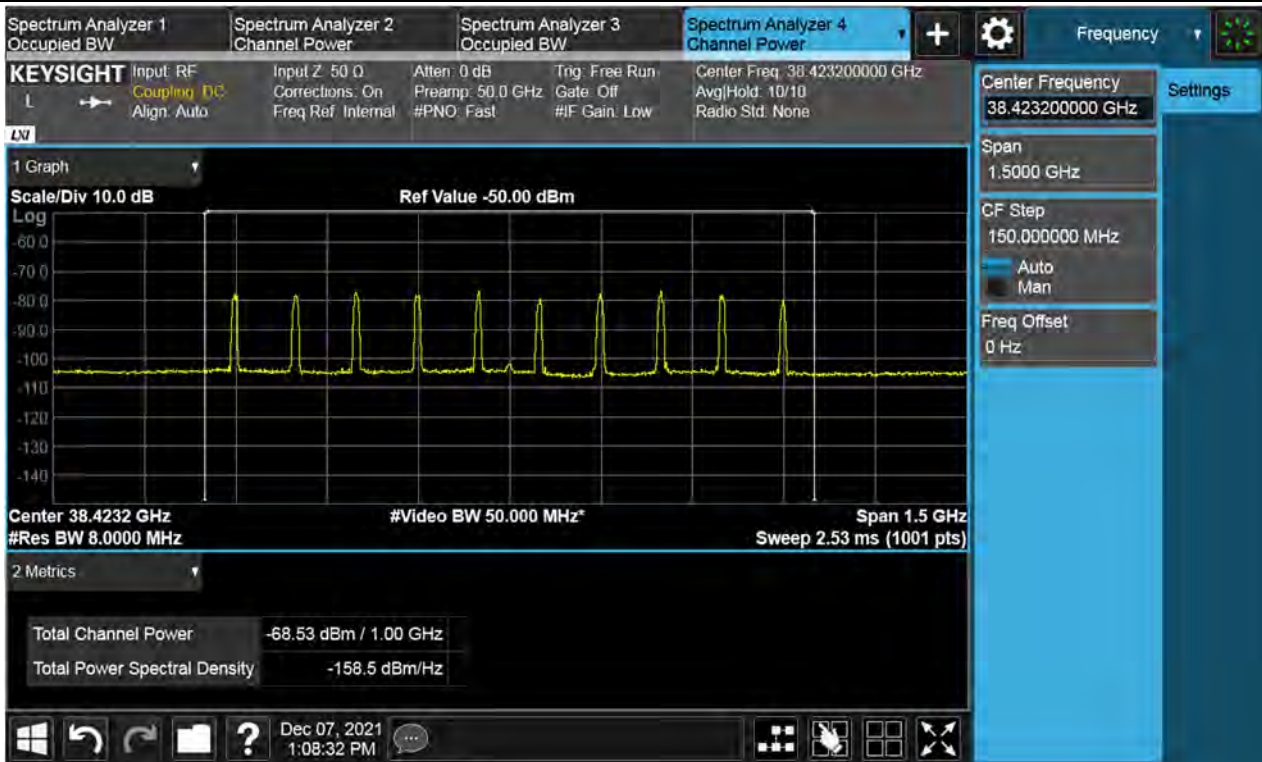 Spectrum Analyzer 1
Occupied BW
Spectrum Analyzer 2
Channel Power
Spectrum Analyzer 3
Occupied BW
Spectrum Analyzer 4
Channel Power
Frequency
KEYSIGHT
L
LXI
Input: RF
Coupling: DC
Align: Auto
Input Z: 50 Ω
Corrections: On
Freq Ref: Internal
Atten: 0 dB
Preamp: 50.0 GHz
#PNO: Fast
Trig: Free Run
Gate: Off
#IF Gain: Low
Center Freq: 38.423200000 GHz
Avg|Hold: 10/10
Radio Std: None
Center Frequency
38.423200000 GHz
Settings
Span
1.5000 GHz
CF Step
150.000000 MHz
Auto
Man
Freq Offset
0 Hz
1 Graph
Scale/Div 10.0 dB
Ref Value -50.00 dBm
Log
-60.0
-70.0
-80.0
-90.0
-100
-110
-120
-130
-140
Center 38.4232 GHz
#Video BW 50.000 MHz*
Span 1.5 GHz
#Res BW 8.0000 MHz
Sweep 2.53 ms (1001 pts)
2 Metrics
Total Channel Power -68.53 dBm / 1.00 GHz
Total Power Spectral Density -158.5 dBm/Hz
?
Dec 07, 2021
1:08:32 PM